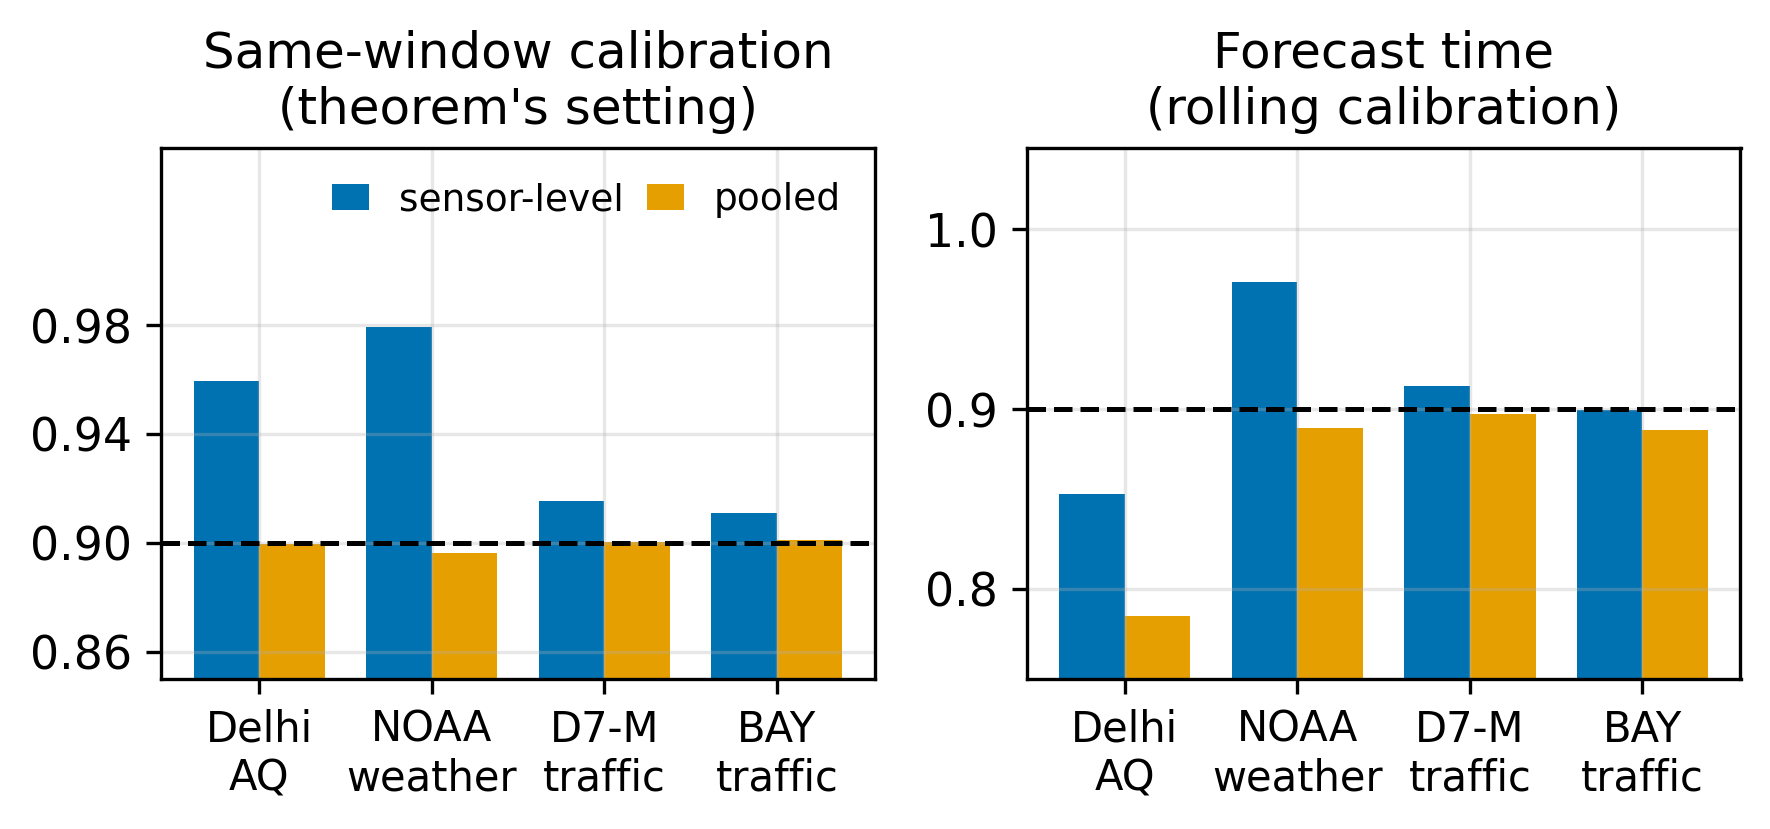 Same-window calibration
(theorem's setting)
sensor-level
pooled
0.98
0.94
0.90
0.86
Delhi
AQ
NOAA
weather
D7-M
traffic
BAY
traffic
Forecast time
(rolling calibration)
1.0
0.9
0.8
Delhi
AQ
NOAA
weather
D7-M
traffic
BAY
traffic